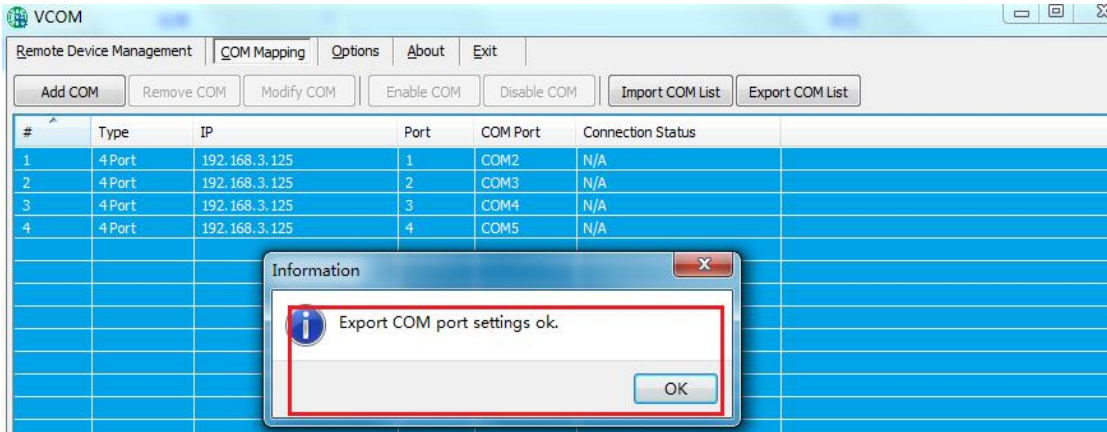 VCOM
Remote Device Management COM Mapping Options About Exit
Add COM Remove COM Modify COM Enable COM Disable COM Import COM List Export COM List
# Type IP Port COM Port Connection Status
1 4 Port 192.168.3.125 1 COM2 N/A
2 4 Port 192.168.3.125 2 COM3 N/A
3 4 Port 192.168.3.125 3 COM4 N/A
4 4 Port 192.168.3.125 4 COM5 N/A
Information
Export COM port settings ok.
OK